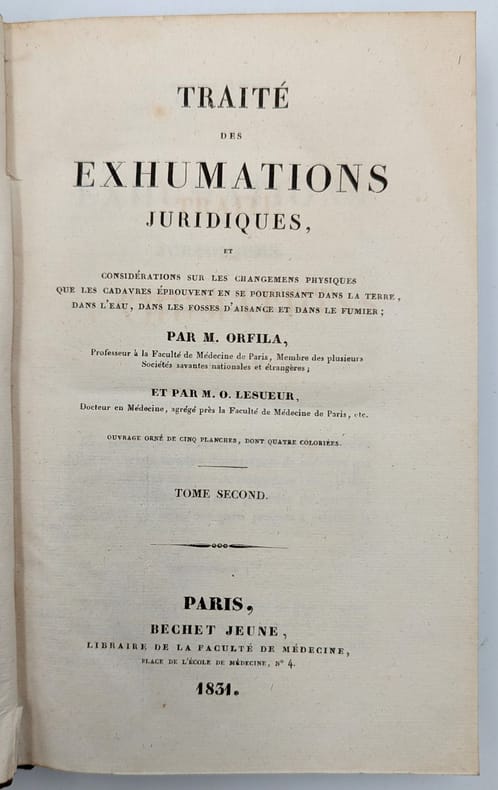 TRAITÉ
DES
EXHUMATIONS
JURIDIQUES,
ET
CONSIDÉRATIONS SUR LES CHANGEMENS PHYSIQUES
QUE LES CADAVRES ÉPROUVENT EN SE POURRISSANT DANS LA TERRE,
DANS L'EAU, DANS LES FOSSES D'AISANCE ET DANS LE FUMIER;
PAR M. ORFILA,
Professeur à la Faculté de Médecine de Paris, Membre des plusieurs
Sociétés savantes nationales et étrangères;
ET PAR M. O. LESUEUR,
Docteur en Médecine, agrégé près la Faculté de Médecine de Paris, etc.
OUVRAGE ORNÉ DE CINQ PLANCHES, DONT QUATRE COLORIÉES.
TOME SECOND.
PARIS,
BECHET JEUNE,
LIBRAIRE DE LA FACULTÉ DE MÉDECINE,
PLACE DE L'ÉCOLE DE MÉDECINE, N° 4.
1831.